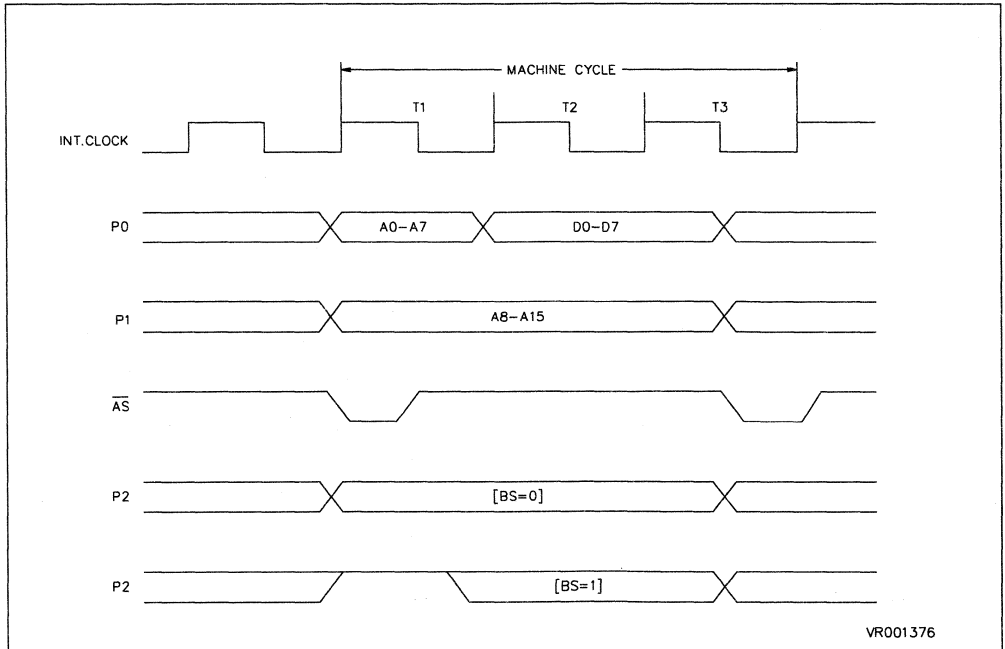 MACHINE CYCLE
T1 T2 T3
INT.CLOCK
P0 A0-A7 D0-D7
P1 A8-A15
A̅S̅
P2 [BS=0]
P2 [BS=1]
VR001376